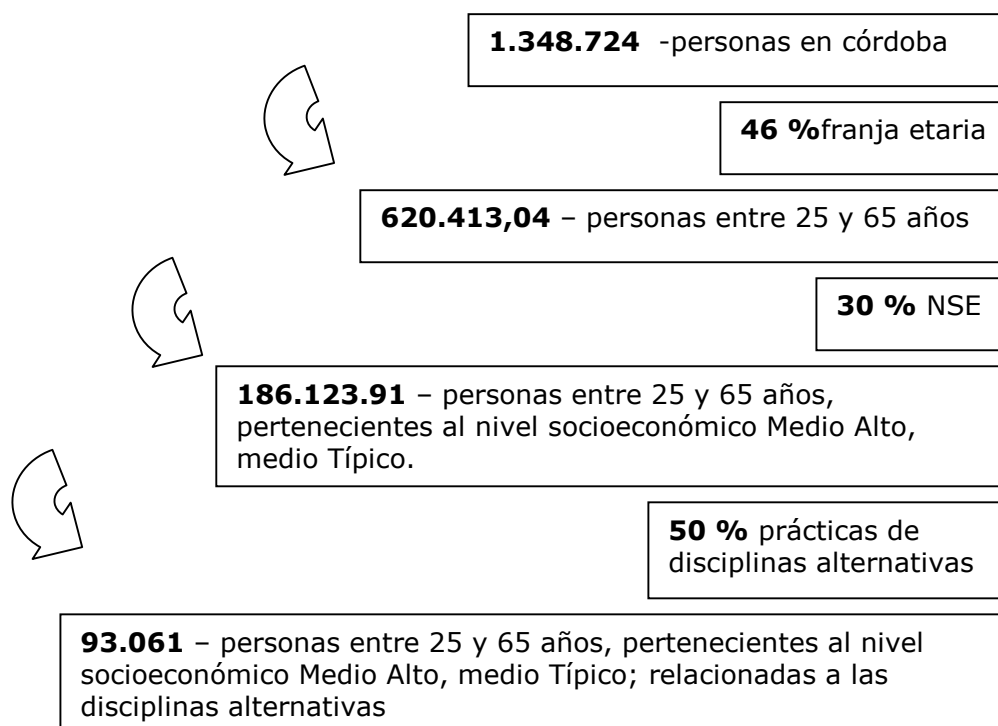 1.348.724 -personas en córdoba
46 %franja etaria
620.413,04 – personas entre 25 y 65 años
30 % NSE
186.123.91 – personas entre 25 y 65 años,
pertenecientes al nivel socioeconómico Medio Alto,
medio Típico.
50 % prácticas de
disciplinas alternativas
93.061 – personas entre 25 y 65 años, pertenecientes al nivel
socioeconómico Medio Alto, medio Típico; relacionadas a las
disciplinas alternativas